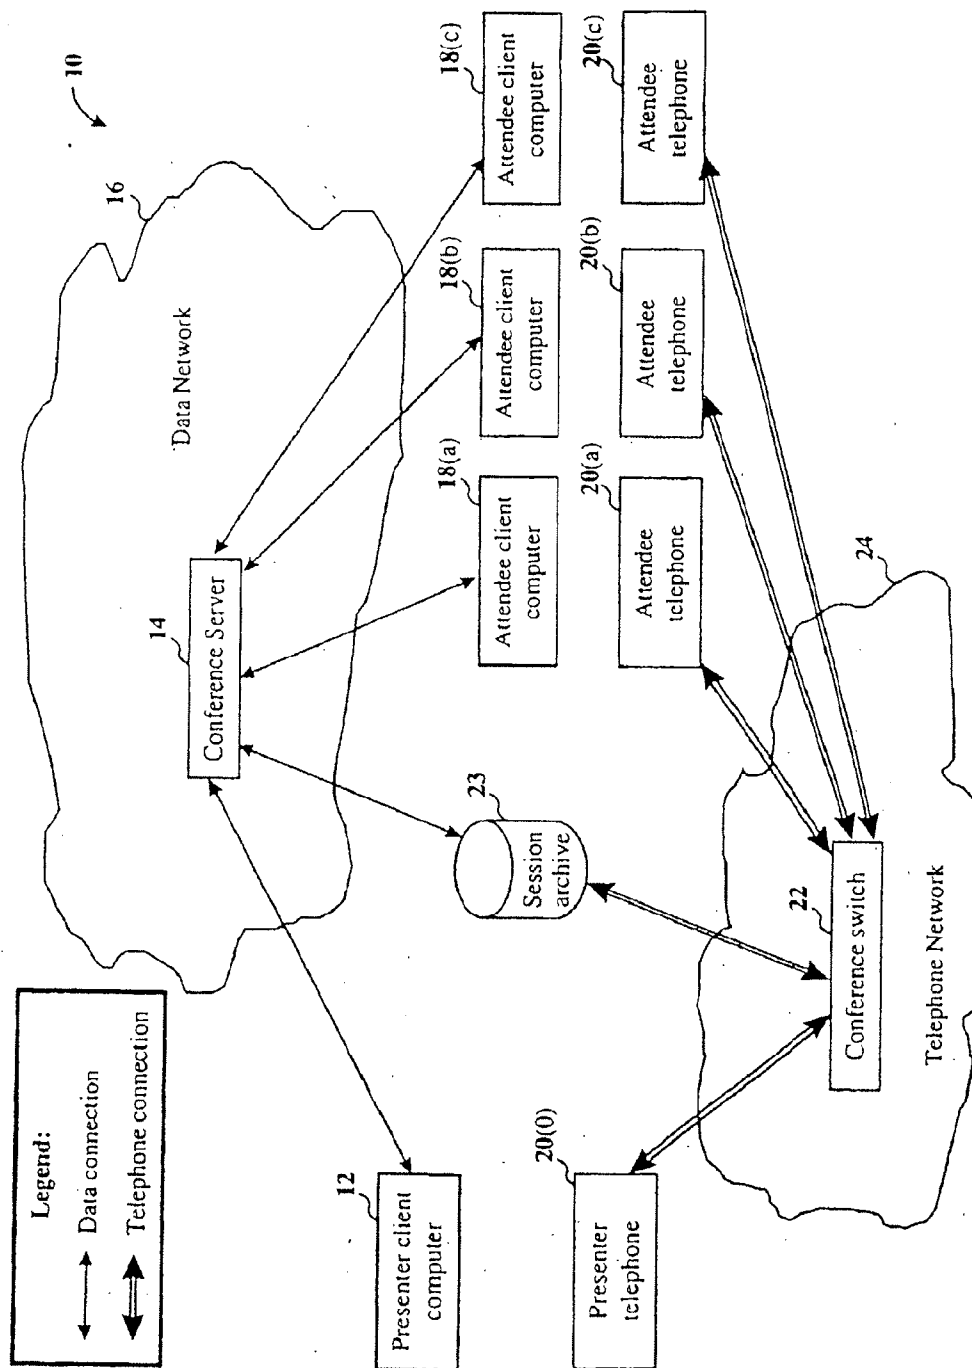 Legend:
Data connection
Telephone connection
10
16
Data Network
14
Conference Server
12
Presenter client
computer
23
Session
archive
18(a)
Attendee client
computer
18(b)
Attendee client
computer
18(c)
Attendee client
computer
20(0)
Presenter
telephone
20(a)
Attendee
telephone
20(b)
Attendee
telephone
20(c)
Attendee
telephone
22
Conference switch
24
Telephone Network